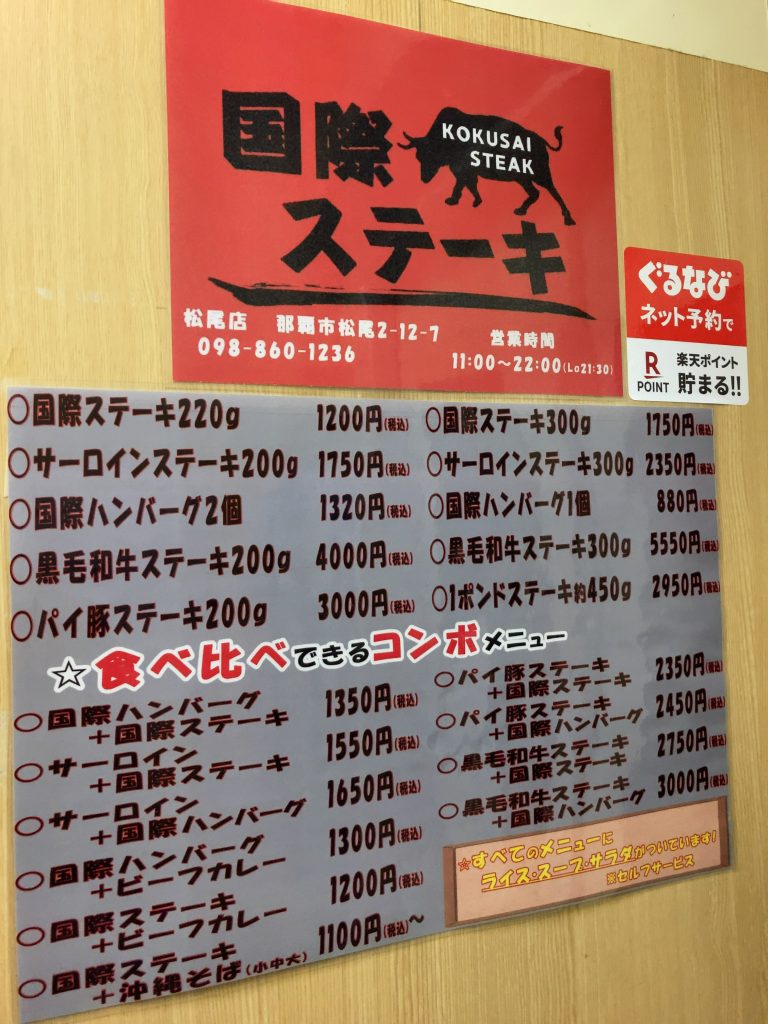 国際
KOKUSAI
STEAK
ステーキ
松尾店 那覇市松尾2-12-7
098-860-1236
営業時間
11:00〜22:00(Lo21:30)
ぐるなび
ネット予約で
R
POINT
楽天ポイント
貯まる!!
○国際ステーキ220g 1200円(税込)
○サーロインステーキ200g 1750円(税込)
○国際ハンバーグ2個 1320円(税込)
○黒毛和牛ステーキ200g 4000円(税込)
○パイ豚ステーキ200g 3000円(税込)
○国際ステーキ300g 1750円(税込)
○サーロインステーキ300g 2350円(税込)
○国際ハンバーグ1個 880円(税込)
○黒毛和牛ステーキ300g 5550円(税込)
○1ポンドステーキ約450g 2950円(税込)
☆食べ比べできるコンボメニュー
○国際ハンバーグ
+国際ステーキ 1350円(税込)
○サーロイン
+国際ステーキ 1550円(税込)
○サーロイン
+国際ハンバーグ 1650円(税込)
○国際ハンバーグ
+ビーフカレー 1300円(税込)
○国際ステーキ
+ビーフカレー 1200円(税込)
○国際ステーキ
+沖縄そば(小中大) 1100円(税込)〜
○パイ豚ステーキ
+国際ステーキ 2350円(税込)
○パイ豚ステーキ
+国際ハンバーグ 2450円(税込)
○黒毛和牛ステーキ
+国際ステーキ 2750円(税込)
○黒毛和牛ステーキ
+国際ハンバーグ 3000円(税込)
☆すべてのメニューに
ライス・スープ・サラダがついています!
※セルフサービス